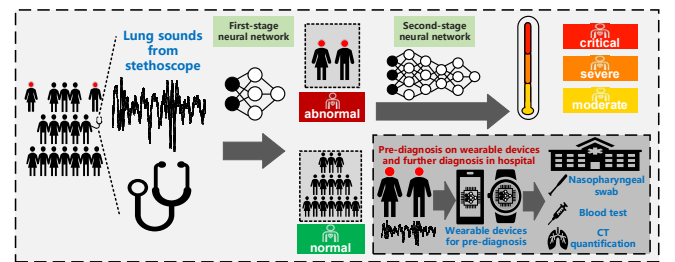 Lung sounds
from
stethoscope
First-stage
neural network
abnormal
normal
Second-stage
neural network
critical
severe
moderate
Pre-diagnosis on wearable devices
and further diagnosis in hospital
Wearable devices
for pre-diagnosis
Nasopharyngeal
swab
Blood test
CT
quantification